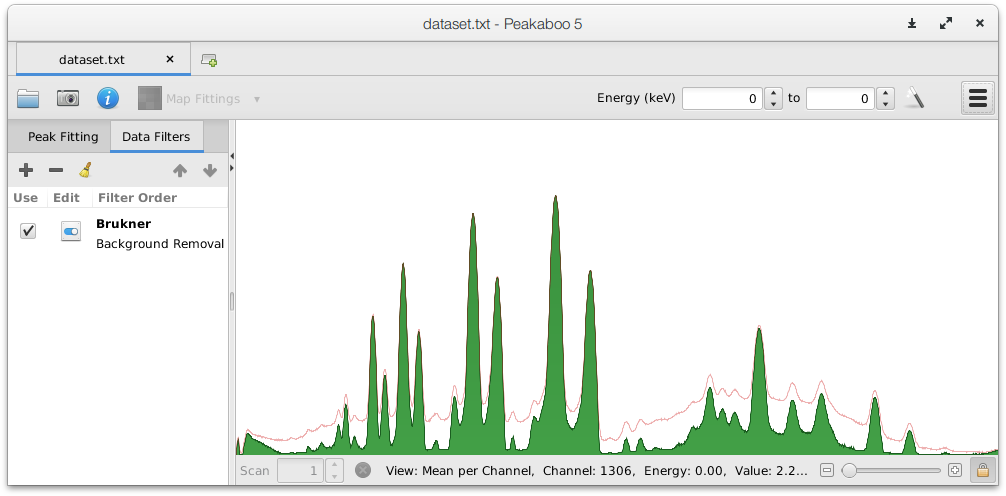 dataset.txt - Peakaboo 5
dataset.txt
Map Fittings
Energy (keV) 0 to 0
Peak Fitting Data Filters
Use Edit Filter Order
Brukner
Background Removal
Scan 1 View: Mean per Channel, Channel: 1306, Energy: 0.00, Value: 2.2...